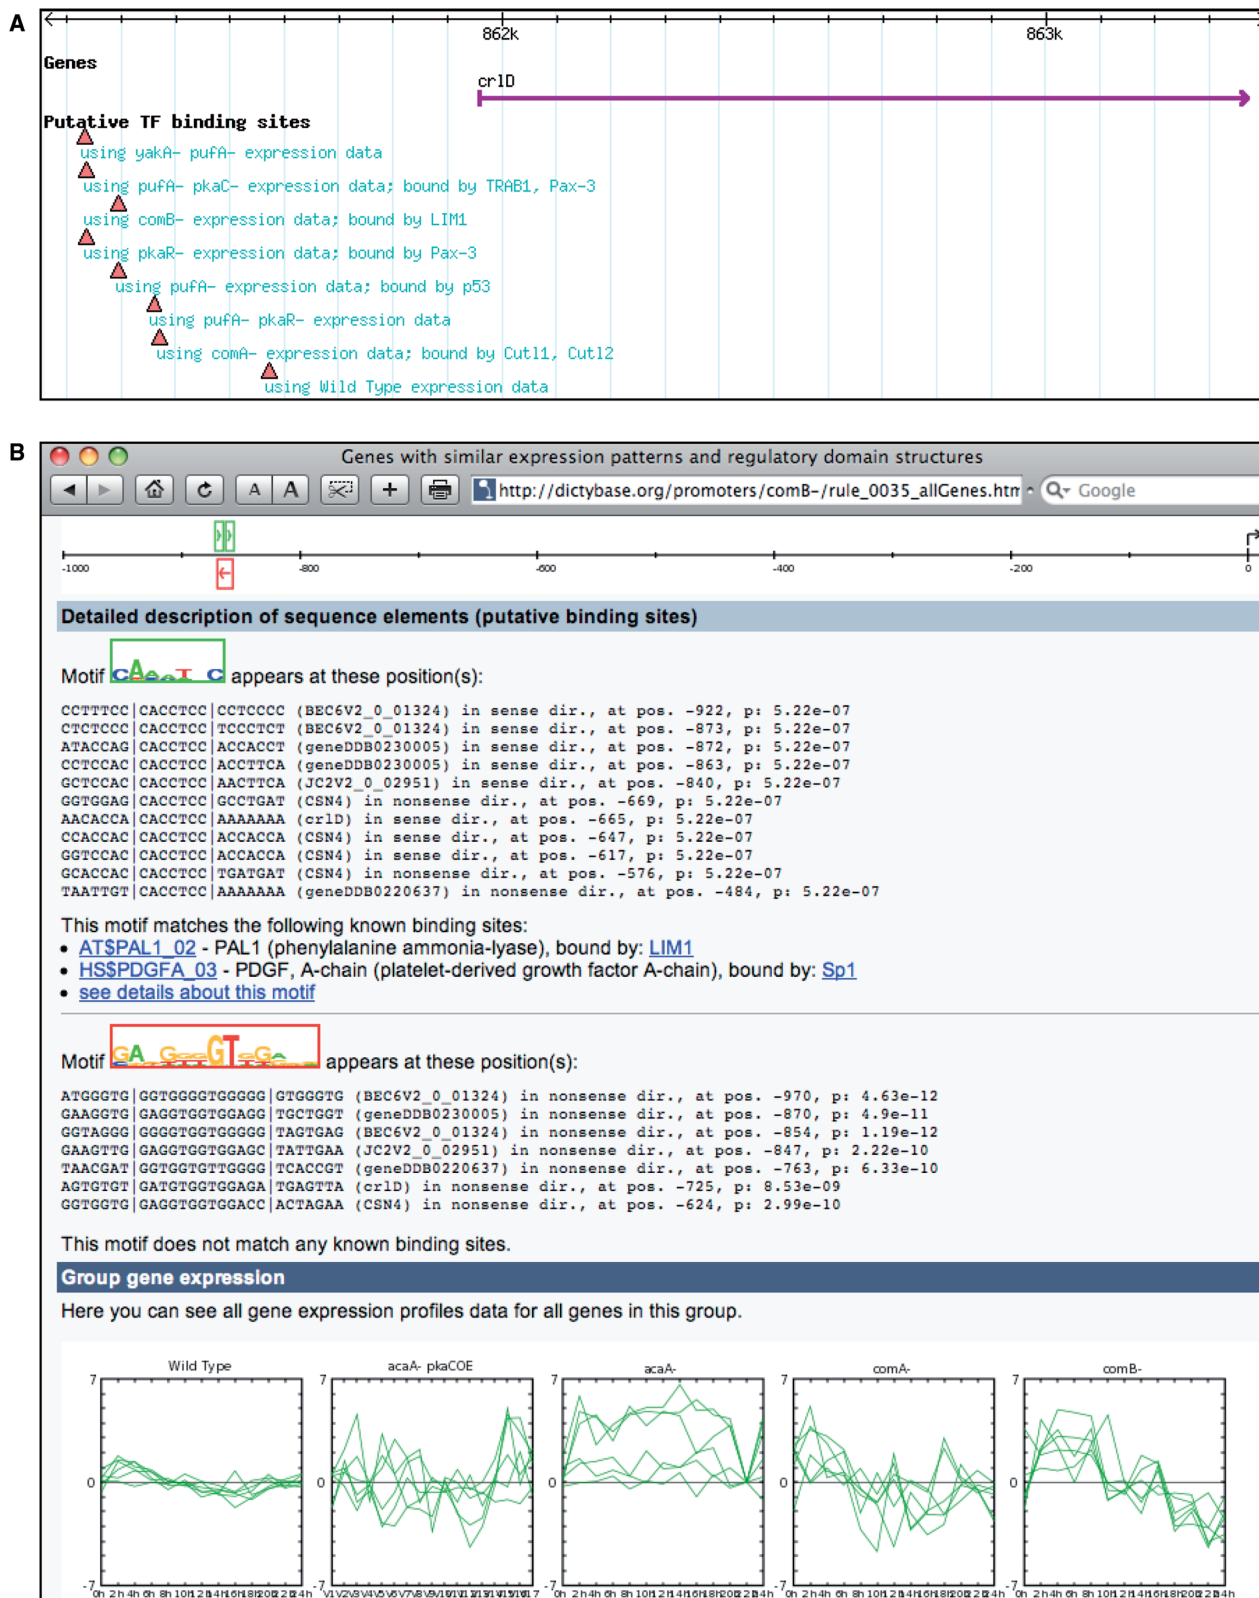 A
862k 863k
Genes
crlD
Putative TF binding sites
using yakA- pufA- expression data
using pufA- pkaC- expression data; bound by TRAB1, Pax-3
using comB- expression data; bound by LIM1
using pkaR- expression data; bound by Pax-3
using pufA- expression data; bound by p53
using pufA- pkaR- expression data
using comA- expression data; bound by Cutl1, Cutl2
using Wild Type expression data
B
Genes with similar expression patterns and regulatory domain structures
A A http://dictybase.org/promoters/comB-/rule_0035_allGenes.htm Google
-1000 -800 -600 -400 -200 0
Detailed description of sequence elements (putative binding sites)
Motif appears at these position(s):
CCTTTCC|CACCTCC|CCTCCCC (BEC6V2_0_01324) in sense dir., at pos. -922, p: 5.22e-07
CTCTCCC|CACCTCC|TCCCTCT (BEC6V2_0_01324) in sense dir., at pos. -873, p: 5.22e-07
ATACCAG|CACCTCC|ACCACCT (geneDDB0230005) in sense dir., at pos. -872, p: 5.22e-07
CCTCCAC|CACCTCC|ACCTTCA (geneDDB0230005) in sense dir., at pos. -863, p: 5.22e-07
GCTCCAC|CACCTCC|AACTTCA (JC2V2_0_02951) in sense dir., at pos. -840, p: 5.22e-07
GGTGGAG|CACCTCC|GCCTGAT (CSN4) in nonsense dir., at pos. -669, p: 5.22e-07
AACACCA|CACCTCC|AAAAAAA (crlD) in sense dir., at pos. -665, p: 5.22e-07
CCACCAC|CACCTCC|ACCACCA (CSN4) in sense dir., at pos. -647, p: 5.22e-07
GGTCCAC|CACCTCC|ACCACCA (CSN4) in sense dir., at pos. -617, p: 5.22e-07
GCACCAC|CACCTCC|TGATGAT (CSN4) in nonsense dir., at pos. -576, p: 5.22e-07
TAATTGT|CACCTCC|AAAAAAA (geneDDB0220637) in nonsense dir., at pos. -484, p: 5.22e-07
This motif matches the following known binding sites:
• AT$PAL1_02 - PAL1 (phenylalanine ammonia-lyase), bound by: LIM1
• HS$PDGFA_03 - PDGF, A-chain (platelet-derived growth factor A-chain), bound by: Sp1
• see details about this motif
Motif appears at these position(s):
ATGGGTG|GGTGGGGTGGGGG|GTGGGTG (BEC6V2_0_01324) in nonsense dir., at pos. -970, p: 4.63e-12
GAAGGTG|GAGGTGGTGGAGG|TGCTGGT (geneDDB0230005) in nonsense dir., at pos. -870, p: 4.9e-11
GGTAGGG|GGGGTGGTGGGGG|TAGTGAG (BEC6V2_0_01324) in nonsense dir., at pos. -854, p: 1.19e-12
GAAGTTG|GAGGTGGTGGAGC|TATTGAA (JC2V2_0_02951) in nonsense dir., at pos. -847, p: 2.22e-10
TAACGAT|GGTGGTGTTGGGG|TCACCGT (geneDDB0220637) in nonsense dir., at pos. -763, p: 6.33e-10
AGTGTGT|GATGTGGTGGAGA|TGAGTTA (crlD) in nonsense dir., at pos. -725, p: 8.53e-09
GGTGGTG|GAGGTGGTGGACC|ACTAGAA (CSN4) in nonsense dir., at pos. -624, p: 2.99e-10
This motif does not match any known binding sites.
Group gene expression
Here you can see all gene expression profiles data for all genes in this group.
Wild Type acaA- pkaCOE acaA- comA- comB-
7 7 7 7 7
0 0 0 0 0
-7 -7 -7 -7 -7